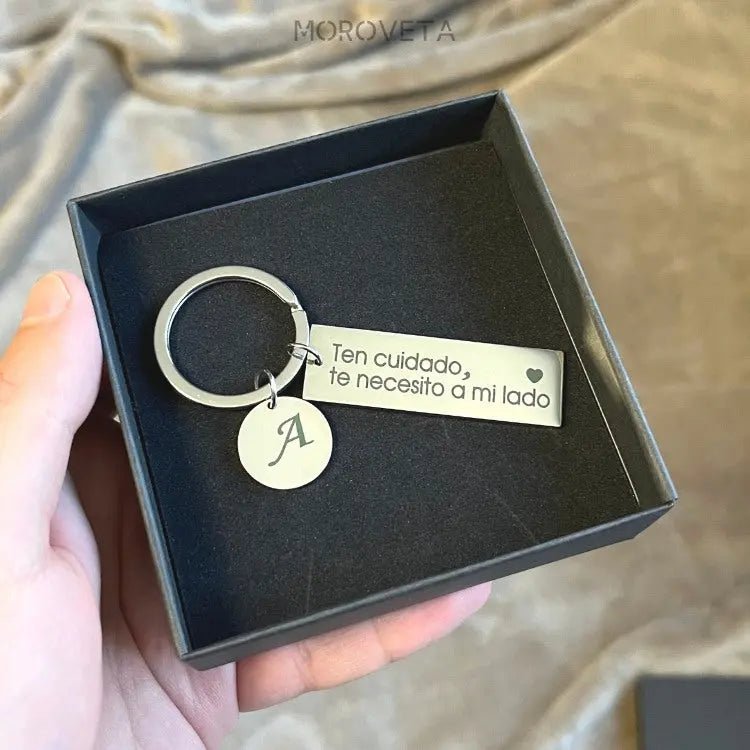 MOROVETA
Ten cuidado,
te necesito a mi lado
A